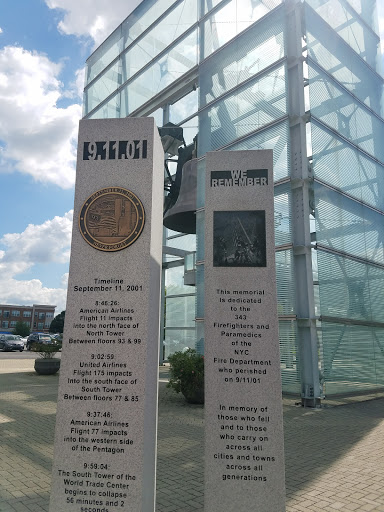 9.11.01
Timeline
September 11, 2001
8:46:26:
American Airlines
Flight 11 impacts
into the north face of
North Tower
Between floors 93 & 99
9:02:59
United Airlines
Flight 175 impacts
Into the south face of
South Tower
Between floors 77 & 85
9:37:46:
American Airlines
Flight 77 impacts
into the western side
of the Pentagon
9:59:04:
The South Tower of the
World Trade Center
begins to collapse
56 minutes and 2
seconds
WE
REMEMBER
This memorial
is dedicated
to the
343
Firefighters and
Paramedics
of the
NYC
Fire Department
who perished
on 9/11/01
In memory
of those who fell
and to those
who carry on
across all
cities and towns
across all
generations